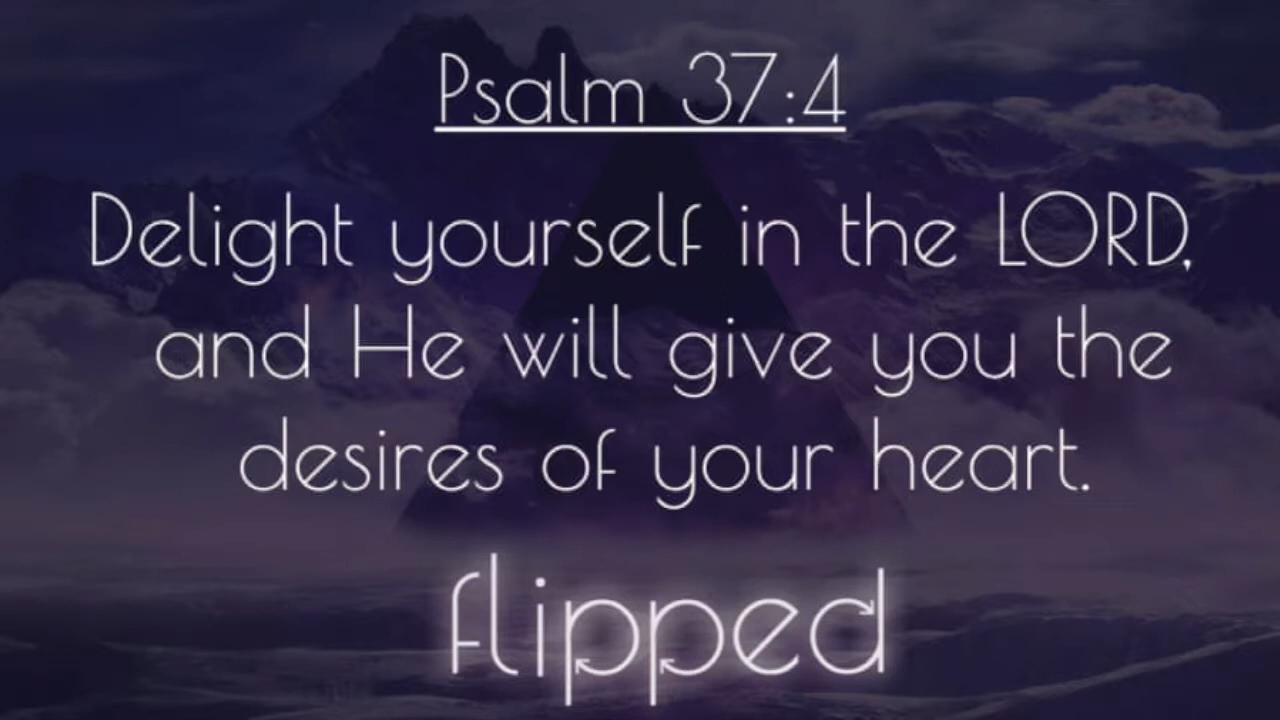 Psalm 37:4
Delight yourself in the LORD,
and He will give you the
desires of your heart.
flipped